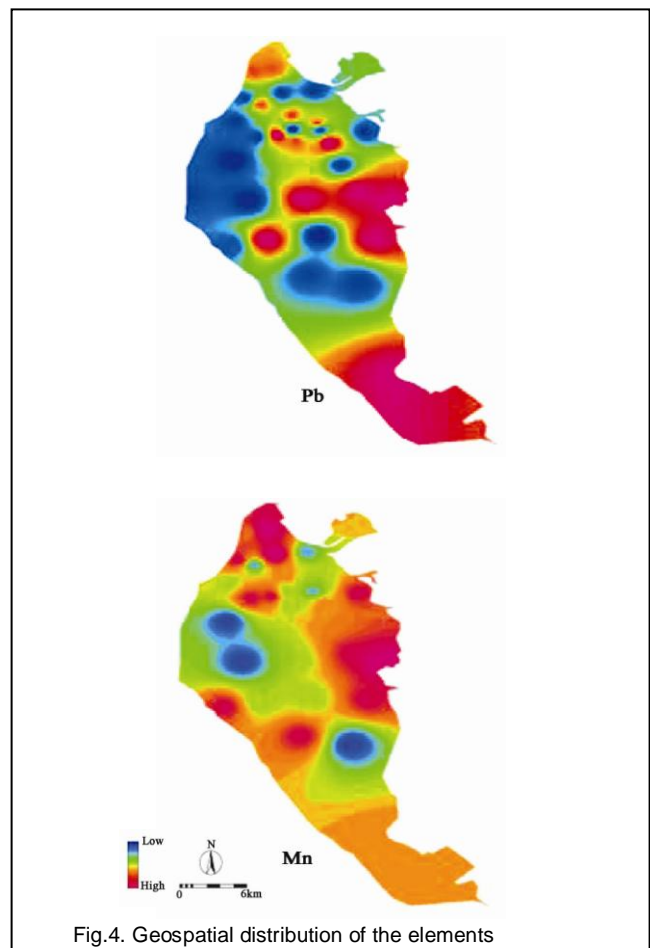 Pb
Low
High
N
0 6km
Mn
Fig.4. Geospatial distribution of the elements